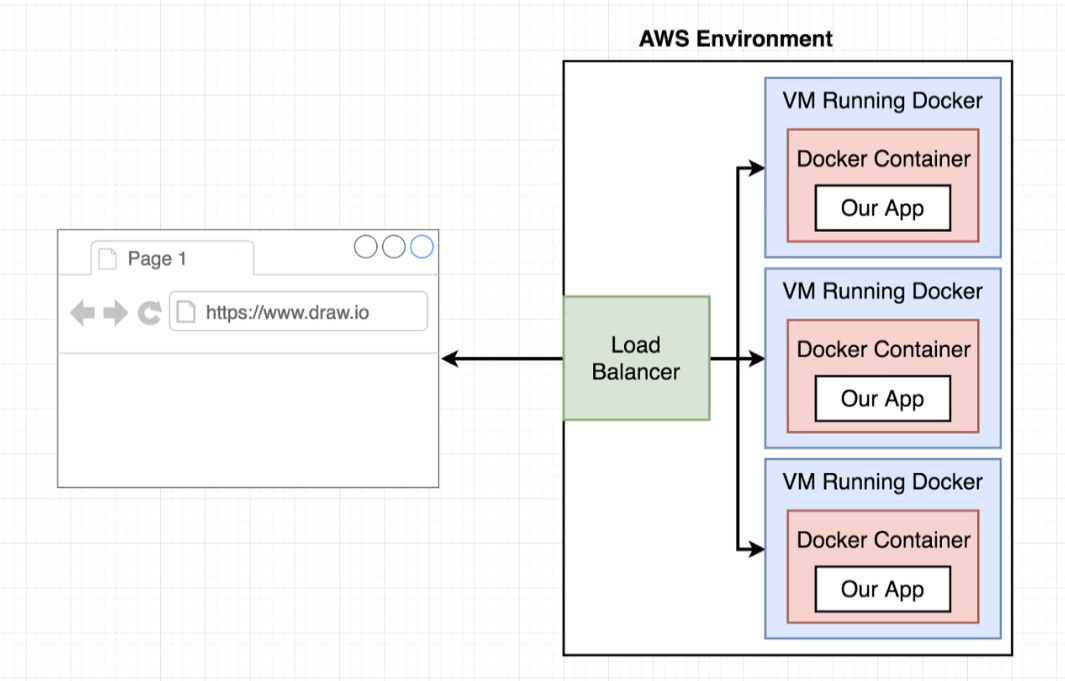 AWS Environment
VM Running Docker
Docker Container
Our App
Page 1
https://www.draw.io
Load
Balancer
VM Running Docker
Docker Container
Our App
VM Running Docker
Docker Container
Our App